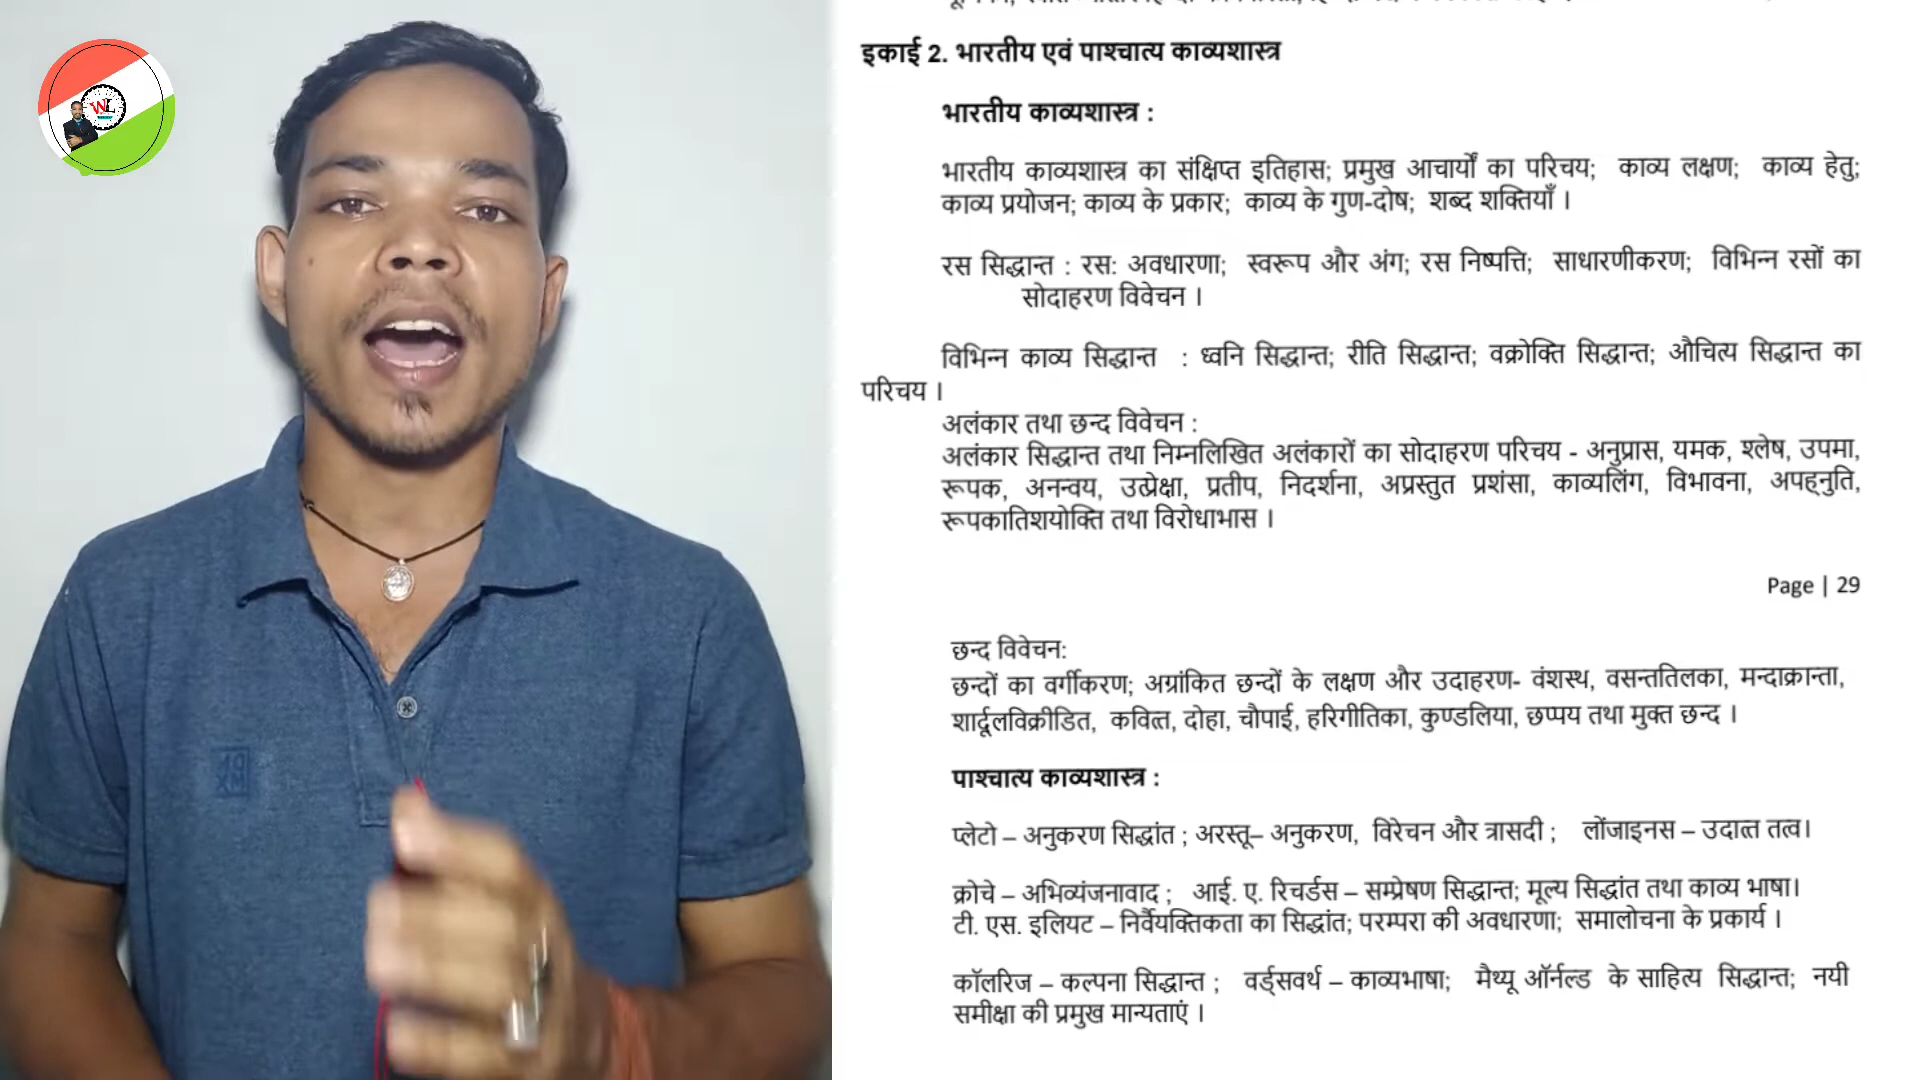 WL
इकाई 2. भारतीय एवं पाश्चात्य काव्यशास्त्र
भारतीय काव्यशास्त्र :
भारतीय काव्यशास्त्र का संक्षिप्त इतिहास; प्रमुख आचार्यों का परिचय; काव्य लक्षण; काव्य हेतु;
काव्य प्रयोजन; काव्य के प्रकार; काव्य के गुण-दोष; शब्द शक्तियाँ ।
रस सिद्धान्त : रस: अवधारणा; स्वरूप और अंग; रस निष्पत्ति; साधारणीकरण; विभिन्न रसों का
सोदाहरण विवेचन ।
विभिन्न काव्य सिद्धान्त : ध्वनि सिद्धान्त; रीति सिद्धान्त; वक्रोक्ति सिद्धान्त; औचित्य सिद्धान्त का
परिचय ।
अलंकार तथा छन्द विवेचन :
अलंकार सिद्धान्त तथा निम्नलिखित अलंकारों का सोदाहरण परिचय - अनुप्रास, यमक, श्लेष, उपमा,
रूपक, अनन्वय, उत्प्रेक्षा, प्रतीप, निदर्शना, अप्रस्तुत प्रशंसा, काव्यलिंग, विभावना, अपह्नुति,
रूपकातिशयोक्ति तथा विरोधाभास ।
Page | 29
छन्द विवेचन:
छन्दों का वर्गीकरण; अग्रांकित छन्दों के लक्षण और उदाहरण- वंशस्थ, वसन्ततिलका, मन्दाक्रान्ता,
शार्दूलविक्रीडित, कवित्त, दोहा, चौपाई, हरिगीतिका, कुण्डलिया, छप्पय तथा मुक्त छन्द ।
पाश्चात्य काव्यशास्त्र :
प्लेटो – अनुकरण सिद्धांत ; अरस्तू– अनुकरण, विरेचन और त्रासदी ; लोंजाइनस – उदात्त तत्व।
क्रोचे – अभिव्यंजनावाद ; आई. ए. रिचर्डस – सम्प्रेषण सिद्धान्त; मूल्य सिद्धांत तथा काव्य भाषा।
टी. एस. इलियट – निर्वैयक्तिकता का सिद्धांत; परम्परा की अवधारणा; समालोचना के प्रकार्य ।
कॉलरिज – कल्पना सिद्धान्त ; वर्ड्सवर्थ – काव्यभाषा; मैथ्यू ऑर्नल्ड के साहित्य सिद्धान्त; नयी
समीक्षा की प्रमुख मान्यताएं ।